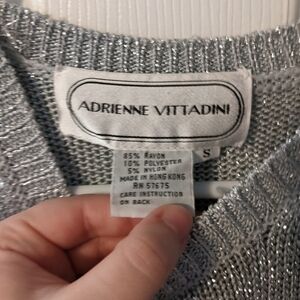 ADRIENNE VITTADINI
S
85% RAYON
10% POLYESTER
5% NYLON
MADE IN HONG KONG
RN 57675
CARE INSTRUCTION
ON BACK